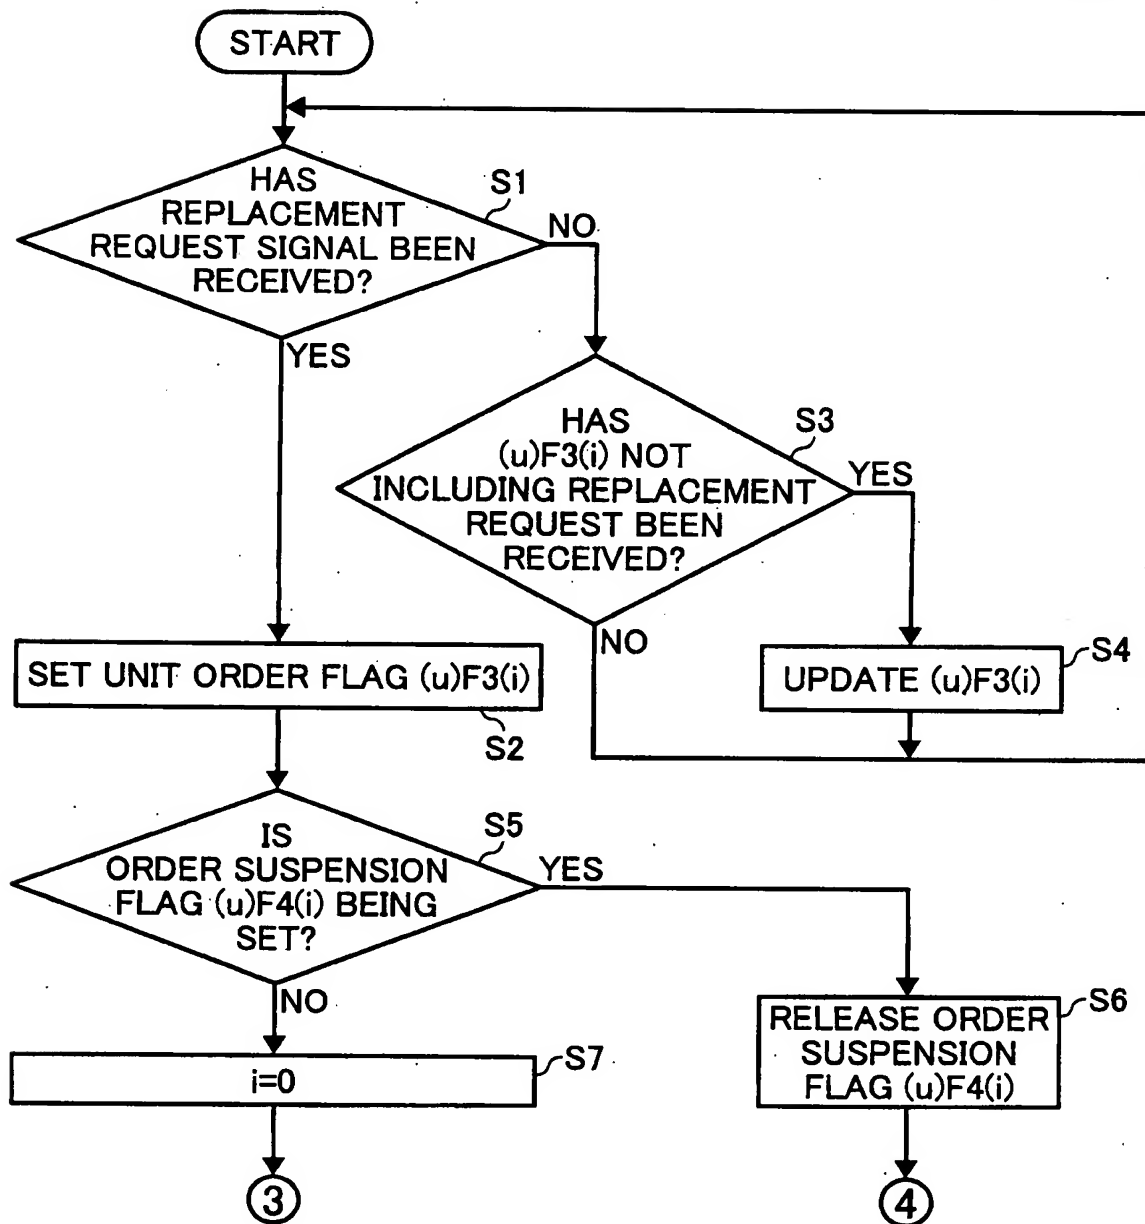 START
HAS
REPLACEMENT
REQUEST SIGNAL BEEN
RECEIVED?
S1
NO
YES
HAS
(u)F3(i) NOT
INCLUDING REPLACEMENT
REQUEST BEEN
RECEIVED?
S3
YES
NO
SET UNIT ORDER FLAG (u)F3(i)
S2
UPDATE (u)F3(i)
S4
IS
ORDER SUSPENSION
FLAG (u)F4(i) BEING
SET?
S5
YES
NO
RELEASE ORDER
SUSPENSION
FLAG (u)F4(i)
S6
i=0
S7
3
4